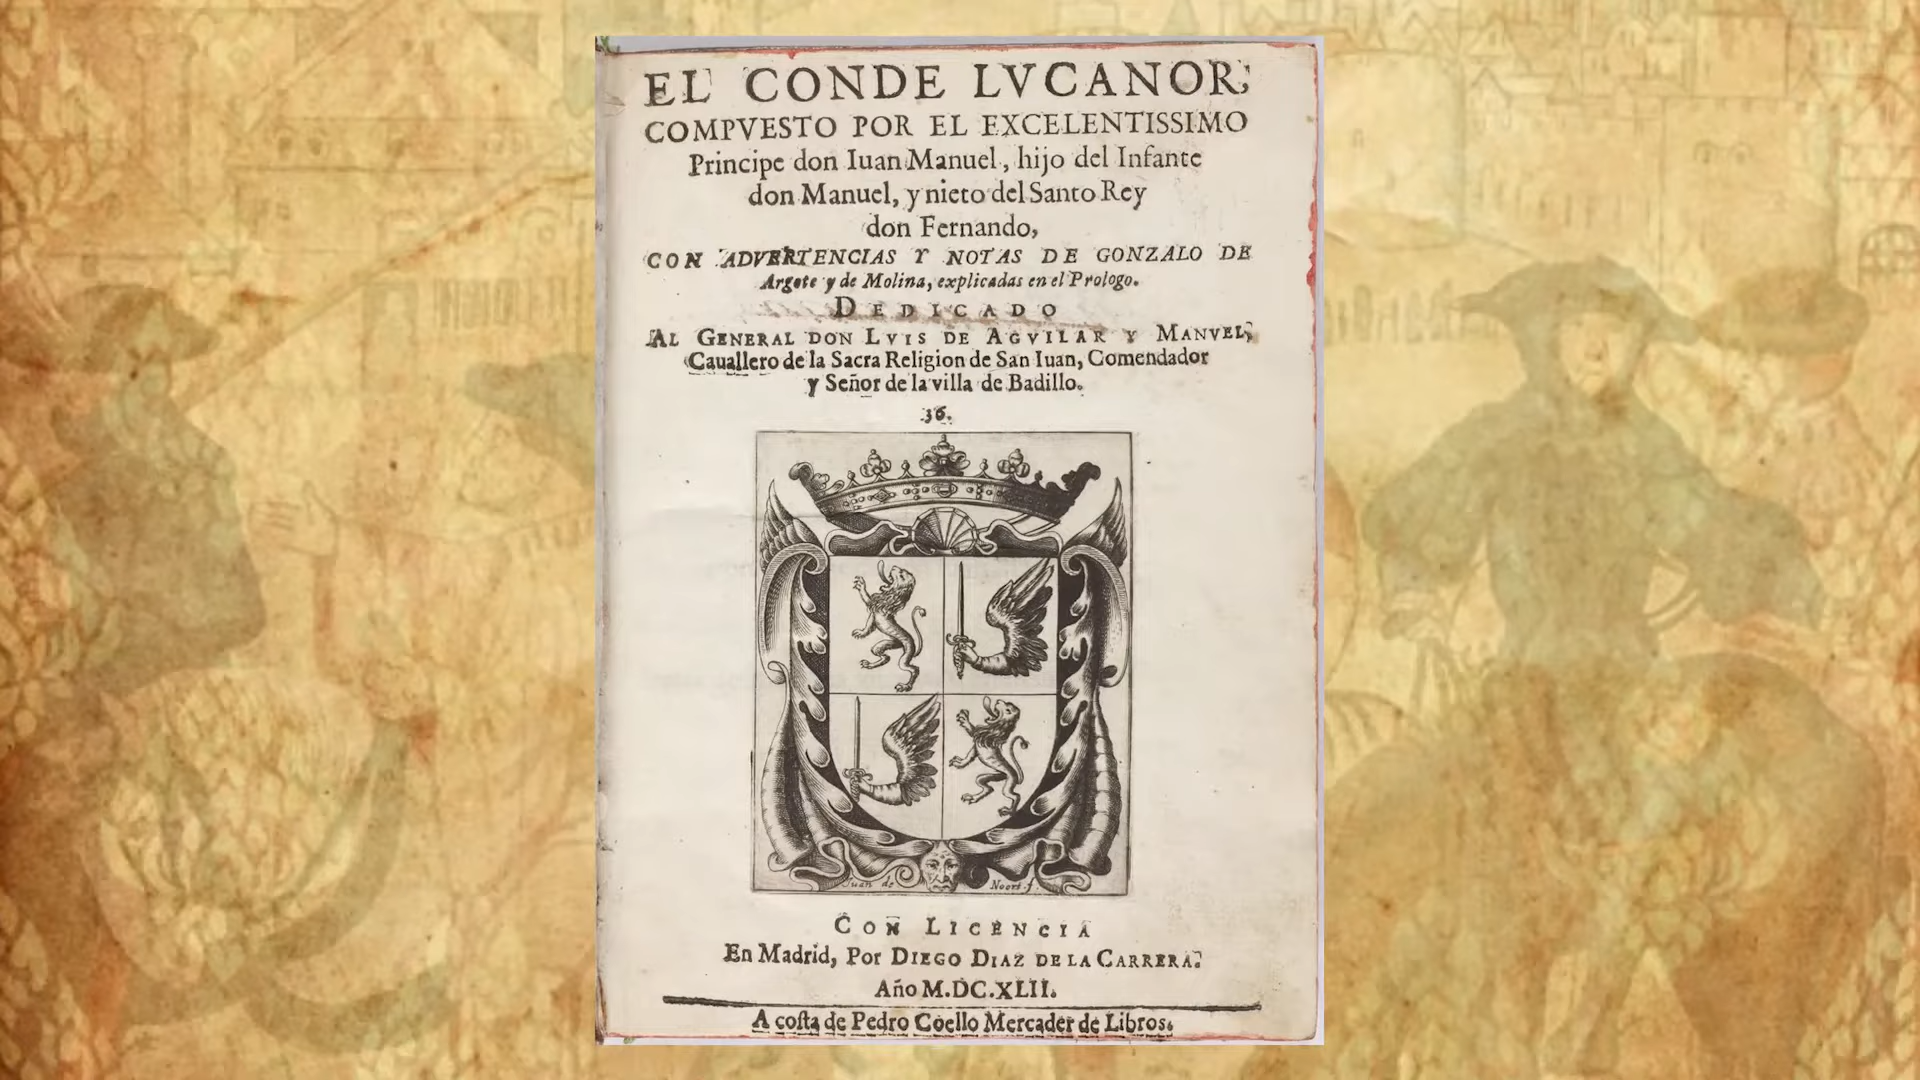 EL CONDE LVCANOR,
COMPVESTO POR EL EXCELENTISSIMO
Principe don Iuan Manuel, hijo del Infante
don Manuel, y nieto del Santo Rey
don Fernando,
CON ADVERTENCIAS Y NOTAS DE GONZALO DE
Argote y de Molina, explicadas en el Prologo.
DEDICADO
AL GENERAL DON LVIS DE AGVILAR Y MANVEL,
Cauallero de la Sacra Religion de San Iuan, Comendador
y Señor de la villa de Badillo.
36.
Juan de Noort f.
CON LICENCIA
En Madrid, Por DIEGO DIAZ DE LA CARRERA.
Año M.DC.XLII.
A costa de Pedro Coello Mercader de Libros.